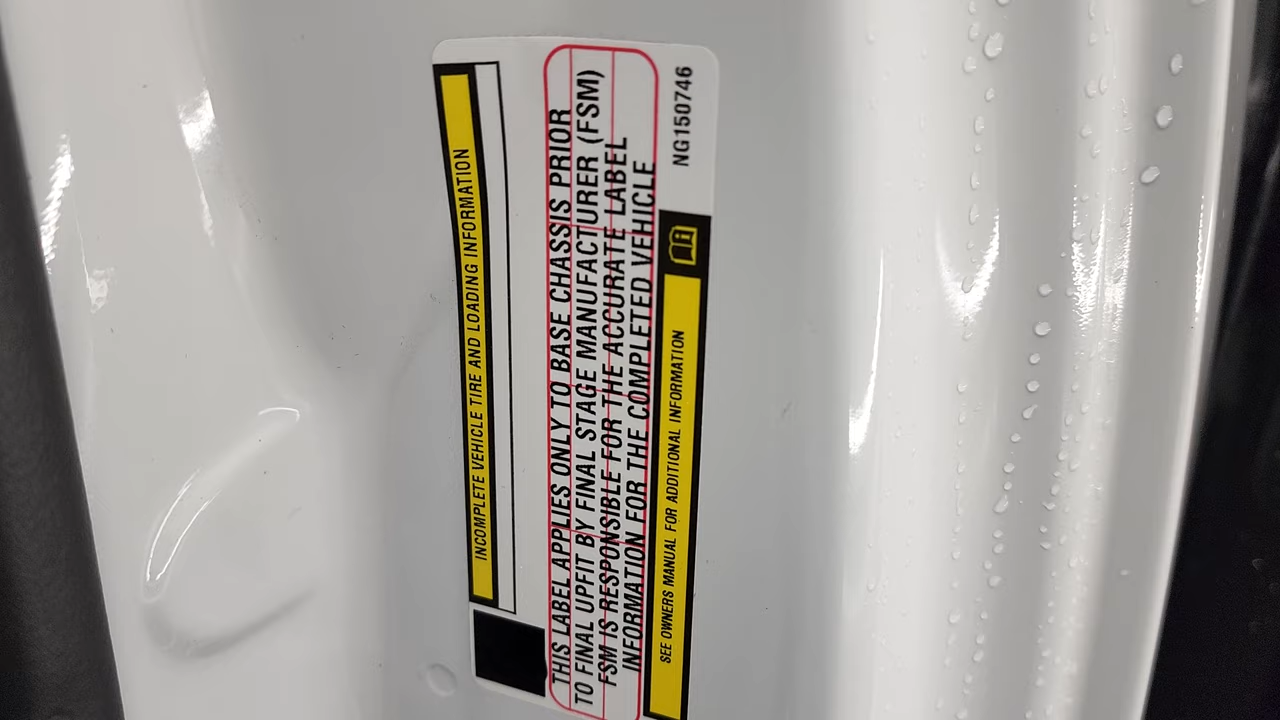 INCOMPLETE VEHICLE TIRE AND LOADING INFORMATION
THIS LABEL APPLIES ONLY TO BASE CHASSIS PRIOR
TO FINAL UPFIT BY FINAL STAGE MANUFACTURER (FSM)
FSM IS RESPONSIBLE FOR THE ACCURATE LABEL
INFORMATION FOR THE COMPLETED VEHICLE
SEE OWNERS MANUAL FOR ADDITIONAL INFORMATION
NG150746